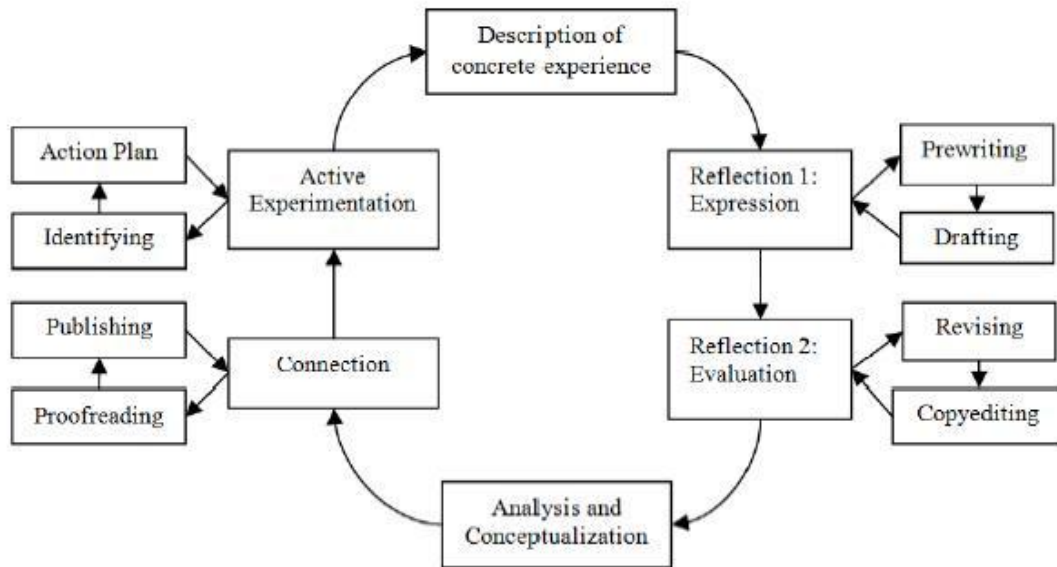 Description of
concrete experience
Action Plan
Active
Experimentation
Identifying
Reflection 1:
Expression
Prewriting
Drafting
Publishing
Connection
Proofreading
Reflection 2:
Evaluation
Revising
Copyediting
Analysis and
Conceptualization